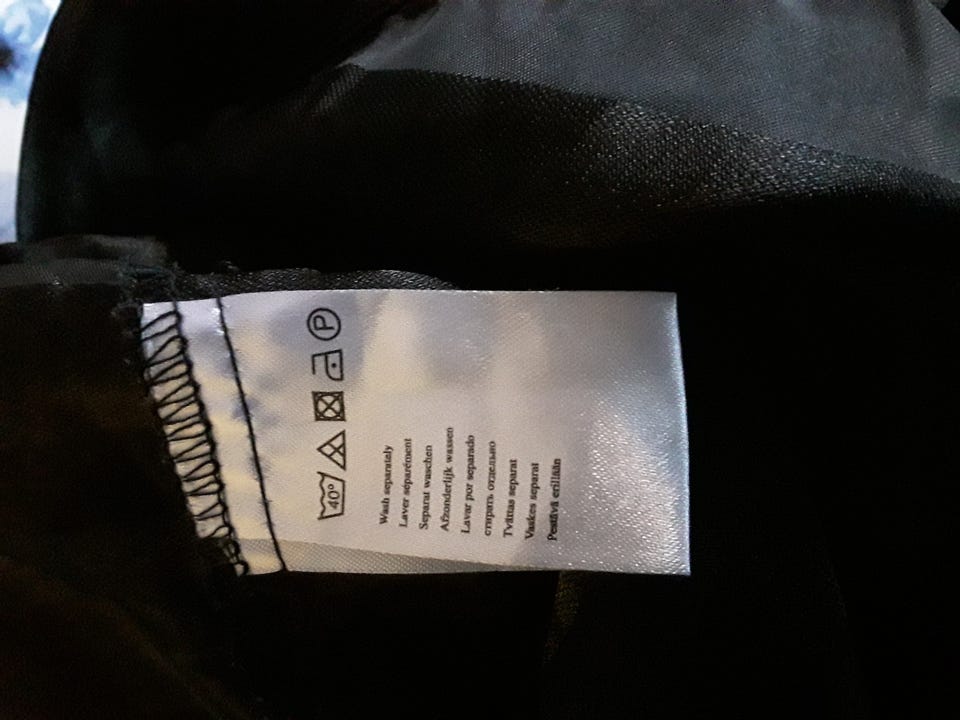 40°
P
Wash separately
Laver séparément
Separat waschen
Afzonderlijk wassen
Lavar por separado
стирать отдельно
Tvättas separat
Vaskes separat
Pestävä erillään